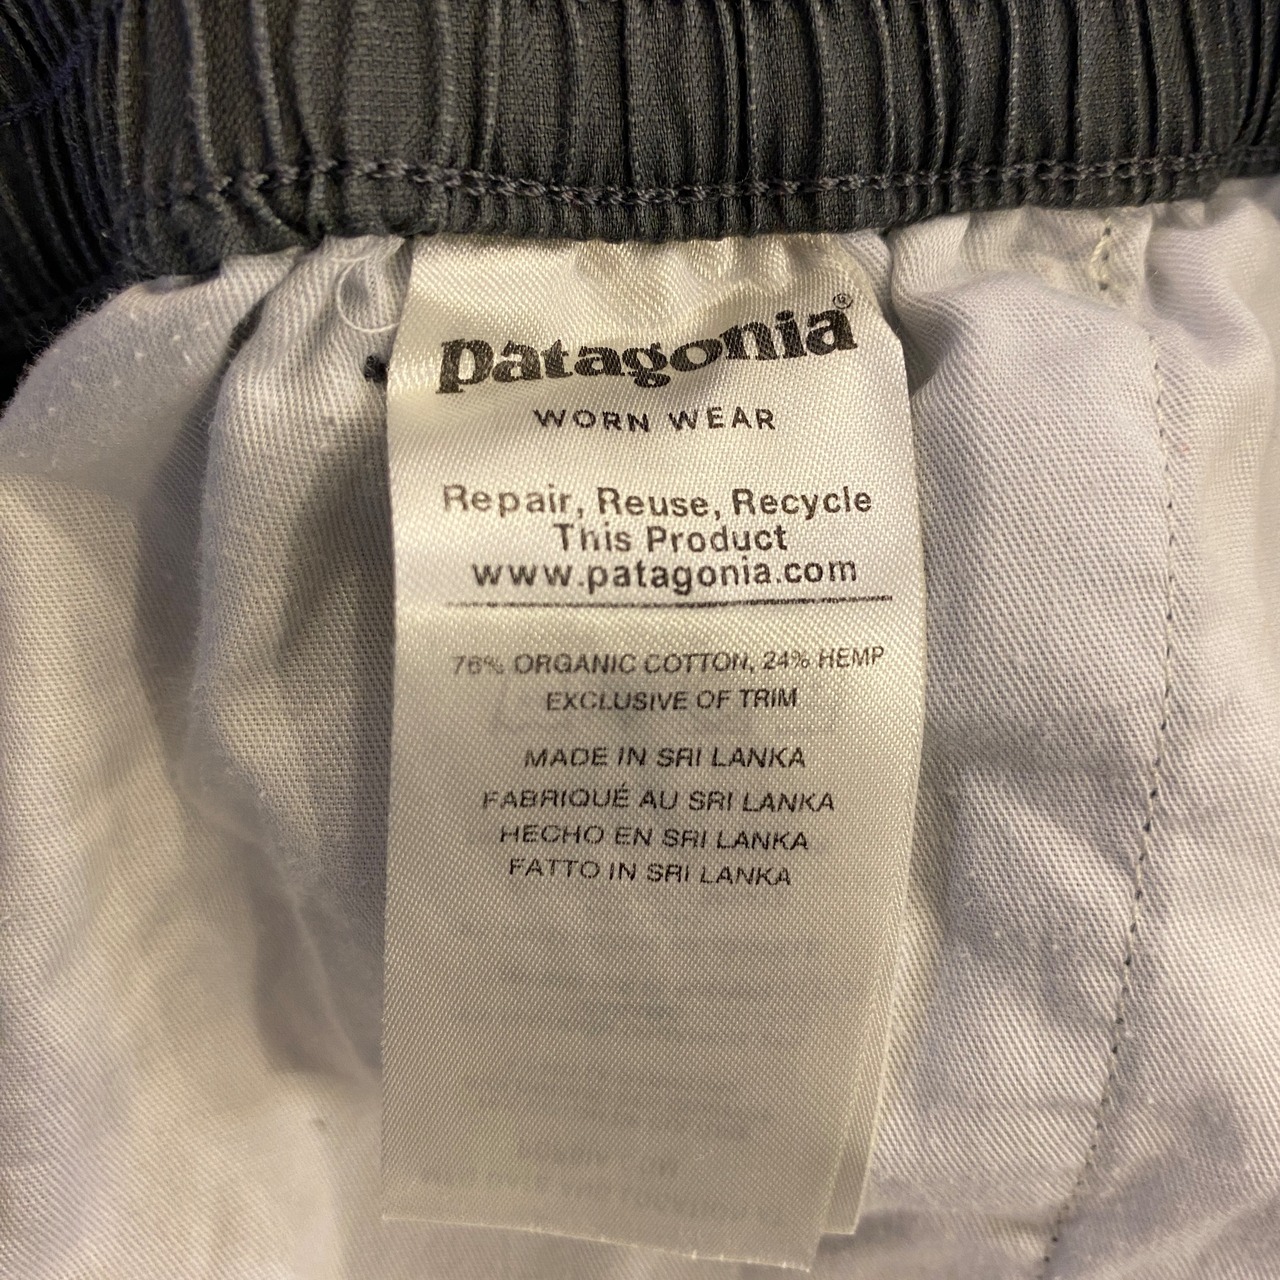 patagonia®
WORN WEAR
Repair, Reuse, Recycle
This Product
www.patagonia.com
76% ORGANIC COTTON, 24% HEMP
EXCLUSIVE OF TRIM
MADE IN SRI LANKA
FABRIQUÉ AU SRI LANKA
HECHO EN SRI LANKA
FATTO IN SRI LANKA